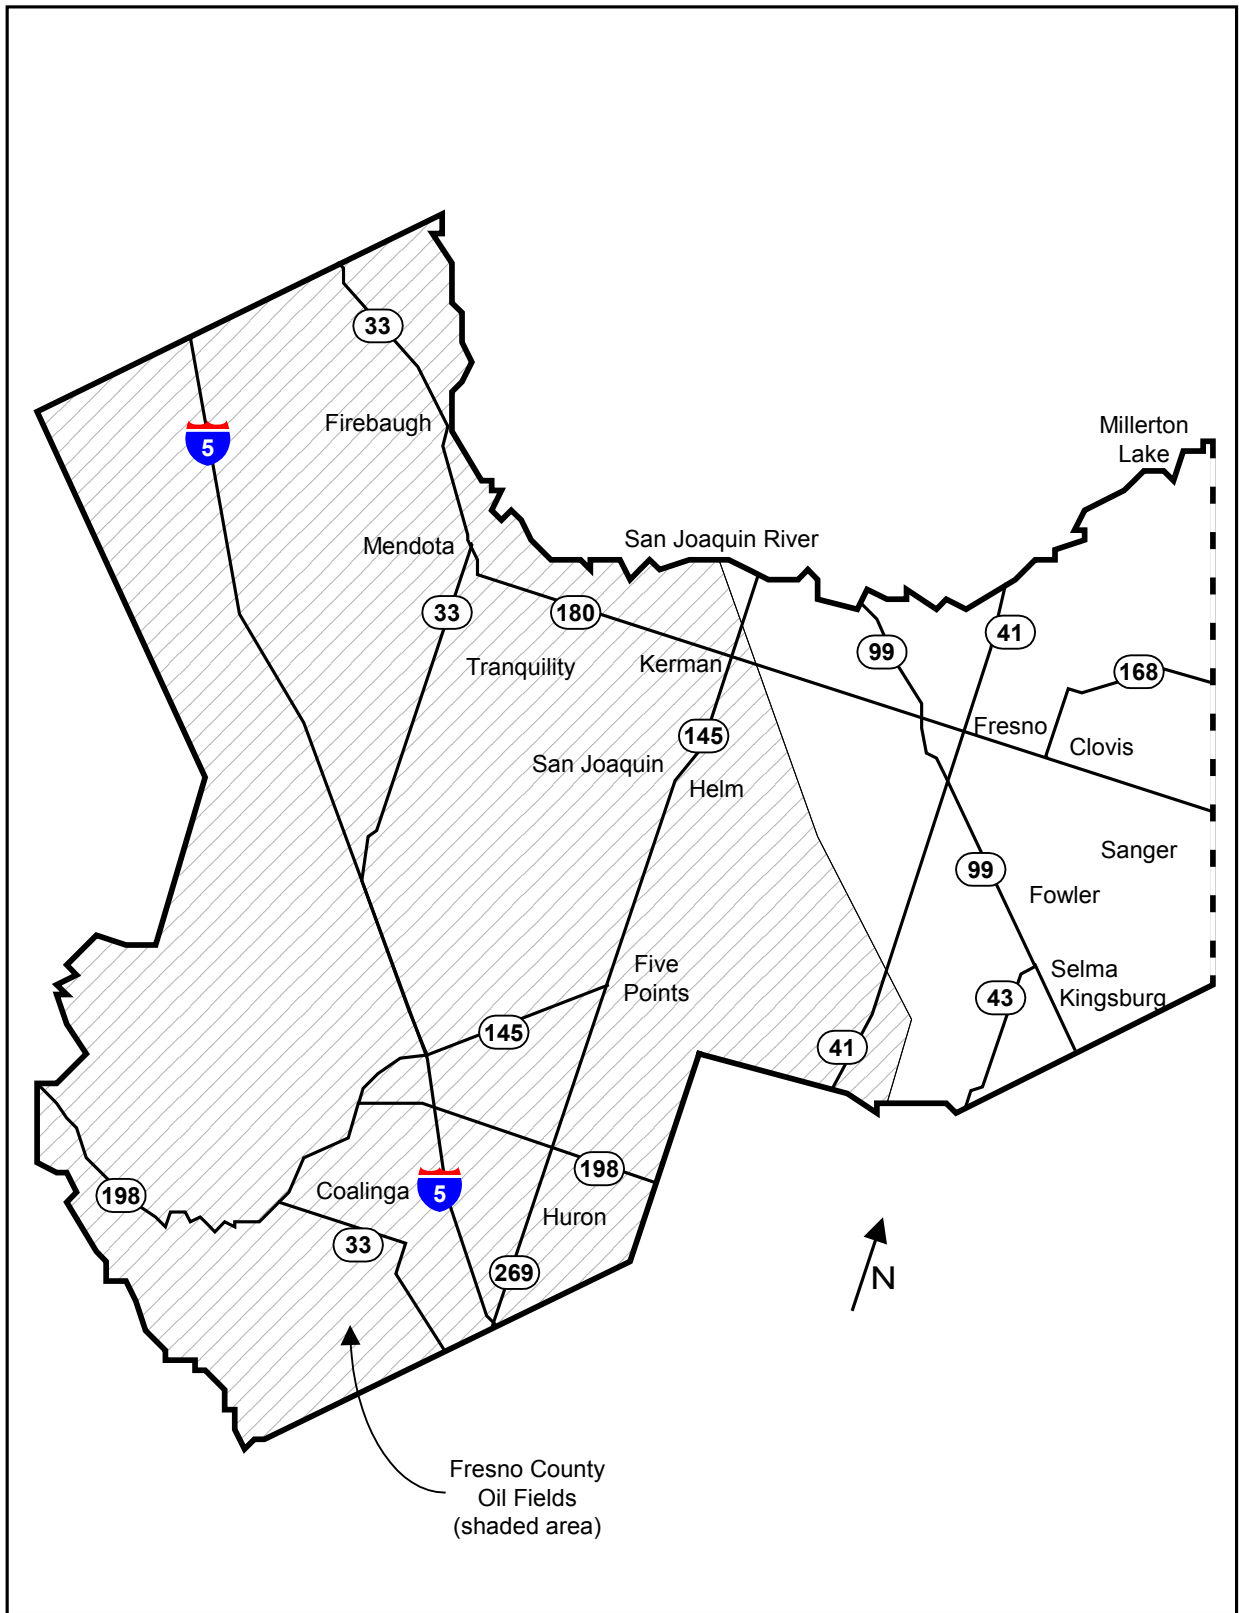 33
Firebaugh
5
Millerton
Lake
San Joaquin River
Mendota
33
180
41
99
Tranquility
Kerman
168
145
Fresno
Clovis
San Joaquin
Helm
Sanger
99
Fowler
Five
Points
Selma
Kingsburg
43
145
41
198
198
Coalinga
5
Huron
33
269
N
Fresno County
Oil Fields
(shaded area)